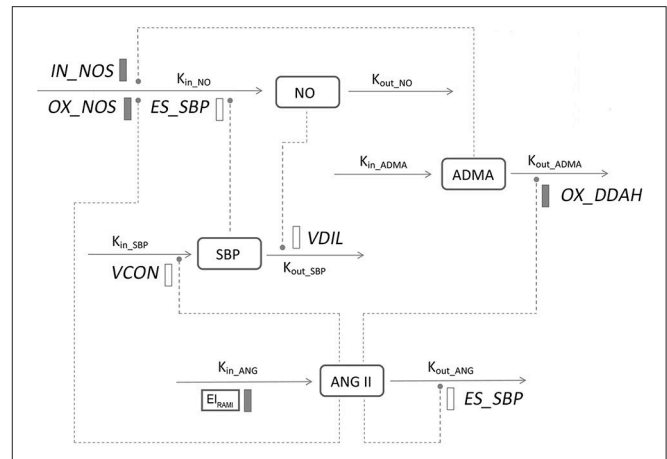 IN_NOS
K_in_NO
NO
K_out_NO
OX_NOS
ES_SBP
K_in_ADMA
ADMA
K_out_ADMA
OX_DDAH
K_in_SBP
SBP
VDIL
K_out_SBP
VCON
K_in_ANG
ANG II
K_out_ANG
EI_RAMI
ES_SBP